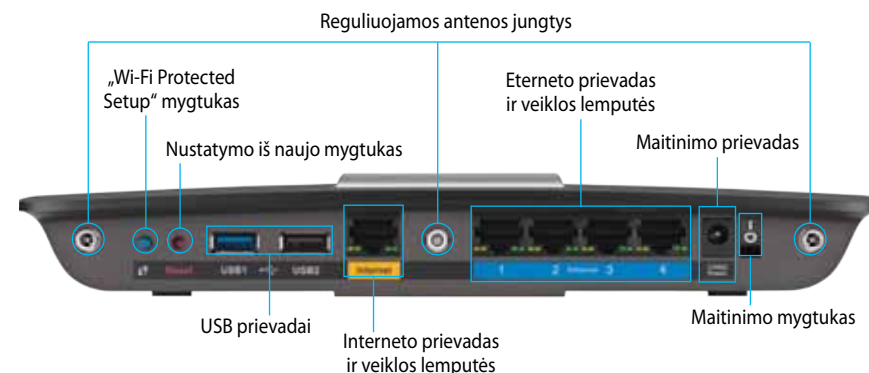 Reguliuojamos antenos jungtys
„Wi-Fi Protected
Setup“ mygtukas
Eterneto prievadas
ir veiklos lemputės
Nustatymo iš naujo mygtukas
Maitinimo prievadas
Reset
USB1
USB2
Internet
1
2
Ethernet
3
4
USB prievadai
Interneto prievadas
ir veiklos lemputės
Maitinimo mygtukas